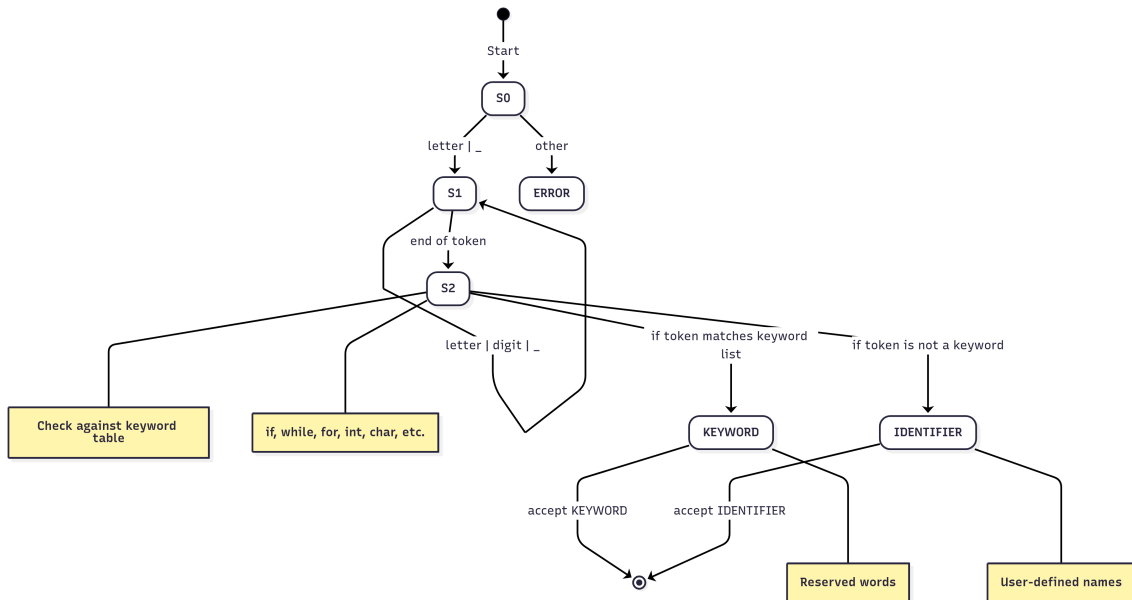 Start
S0
letter | _
other
S1
ERROR
end of token
S2
if token matches keyword
list
letter | digit | _
if token is not a keyword
Check against keyword
table
if, while, for, int, char, etc.
KEYWORD
IDENTIFIER
accept KEYWORD
accept IDENTIFIER
Reserved words
User-defined names